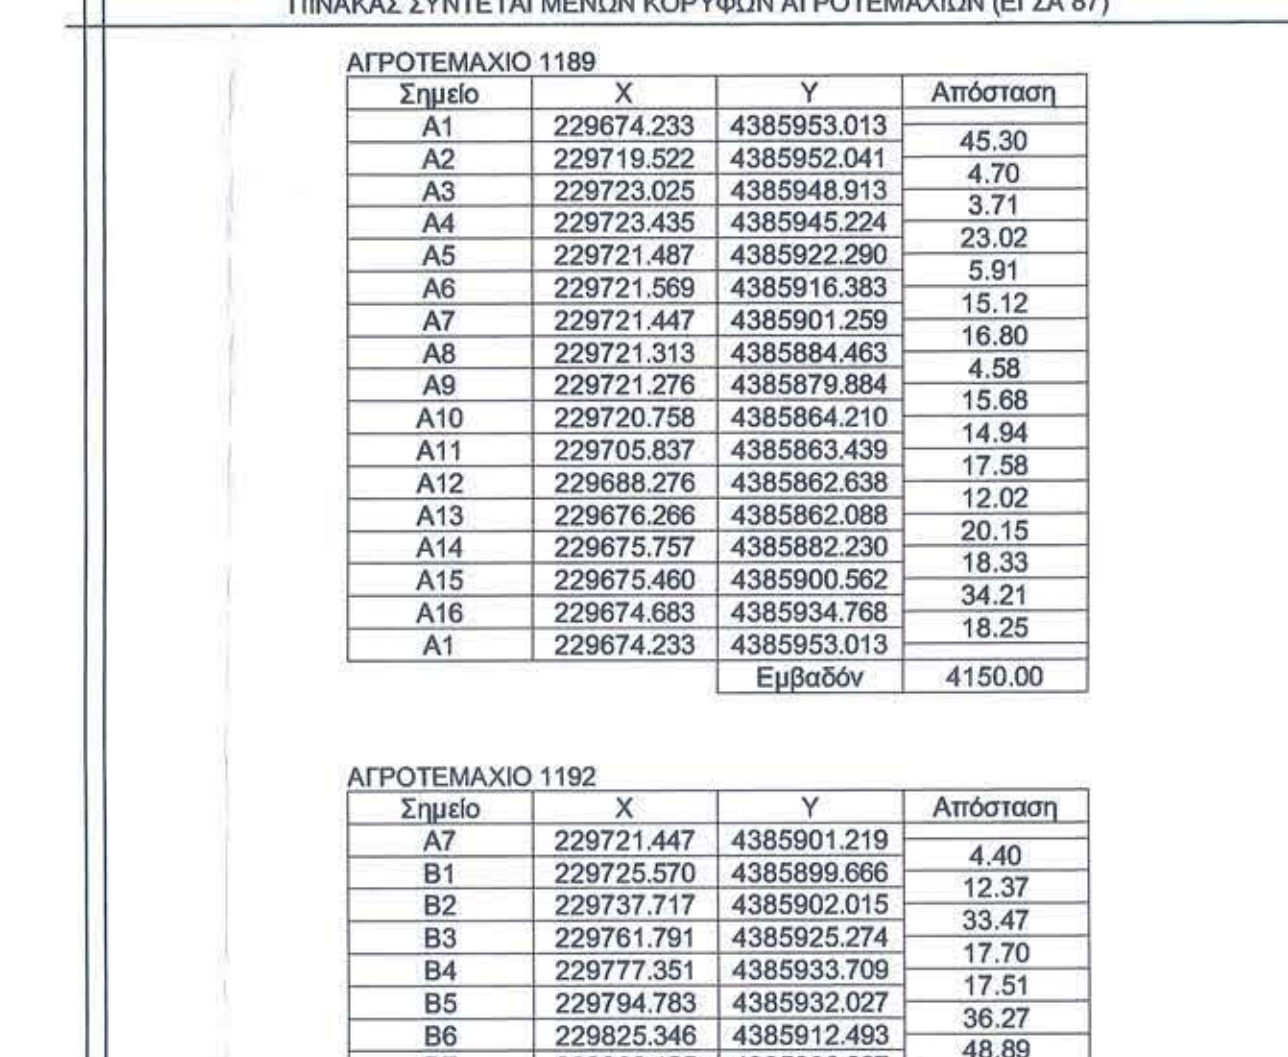 ΠΙΝΑΚΑΣ ΣΥΝΤΕΤΑΓΜΕΝΩΝ ΚΟΡΥΦΩΝ ΑΓΡΟΤΕΜΑΧΙΩΝ (ΕΓΣΑ 87)
ΑΓΡΟΤΕΜΑΧΙΟ 1189
Σημείο X Y Απόσταση
A1 229674.233 4385953.013
45.30
A2 229719.522 4385952.041
4.70
A3 229723.025 4385948.913
3.71
A4 229723.435 4385945.224
23.02
A5 229721.487 4385922.290
5.91
A6 229721.569 4385916.383
15.12
A7 229721.447 4385901.259
16.80
A8 229721.313 4385884.463
4.58
A9 229721.276 4385879.884
15.68
A10 229720.758 4385864.210
14.94
A11 229705.837 4385863.439
17.58
A12 229688.276 4385862.638
12.02
A13 229676.266 4385862.088
20.15
A14 229675.757 4385882.230
18.33
A15 229675.460 4385900.562
34.21
A16 229674.683 4385934.768
18.25
A1 229674.233 4385953.013
Εμβαδόν 4150.00
ΑΓΡΟΤΕΜΑΧΙΟ 1192
Σημείο X Y Απόσταση
A7 229721.447 4385901.219
4.40
B1 229725.570 4385899.666
12.37
B2 229737.717 4385902.015
33.47
B3 229761.791 4385925.274
17.70
B4 229777.351 4385933.709
17.51
B5 229794.783 4385932.027
36.27
B6 229825.346 4385912.493
48.89